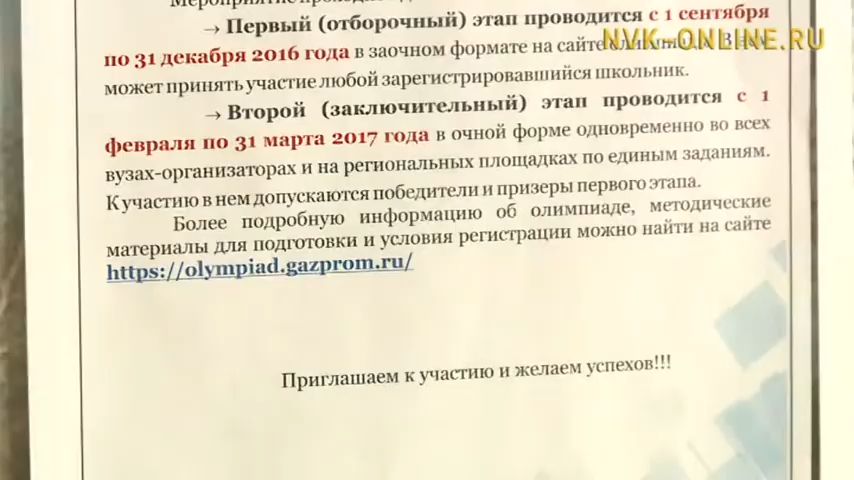 Мероприятие
→ Первый (отборочный) этап проводится с 1 сентября
по 31 декабря 2016 года в заочном формате на сайте
NVK-ONLINE.RU
может принять участие любой зарегистрировавшийся школьник.
→ Второй (заключительный) этап проводится с 1
февраля по 31 марта 2017 года в очной форме одновременно во всех
вузах-организаторах и на региональных площадках по единым заданиям.
К участию в нем допускаются победители и призеры первого этапа.
Более подробную информацию об олимпиаде, методические
материалы для подготовки и условия регистрации можно найти на сайте
https://olympiad.gazprom.ru/
Приглашаем к участию и желаем успехов!!!